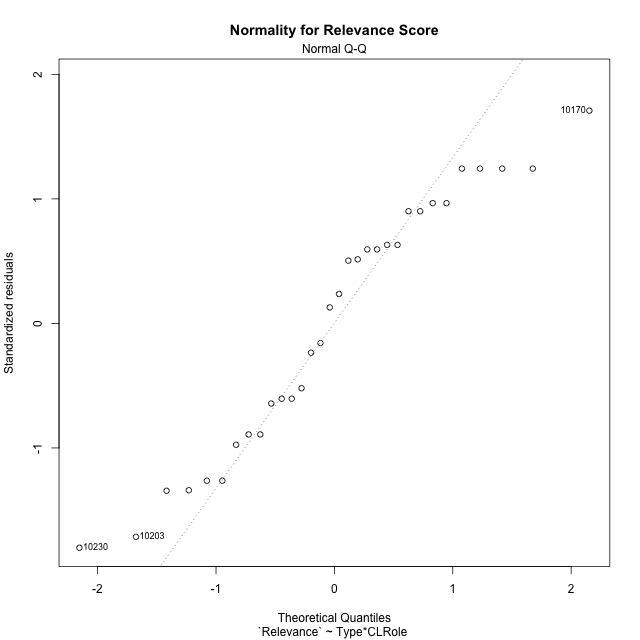 Normality for Relevance Score
Normal Q-Q
2
1
0
-1
Standardized residuals
10170
10203
10230
-2
-1
0
1
2
Theoretical Quantiles
`Relevance` ~ Type*CLRole